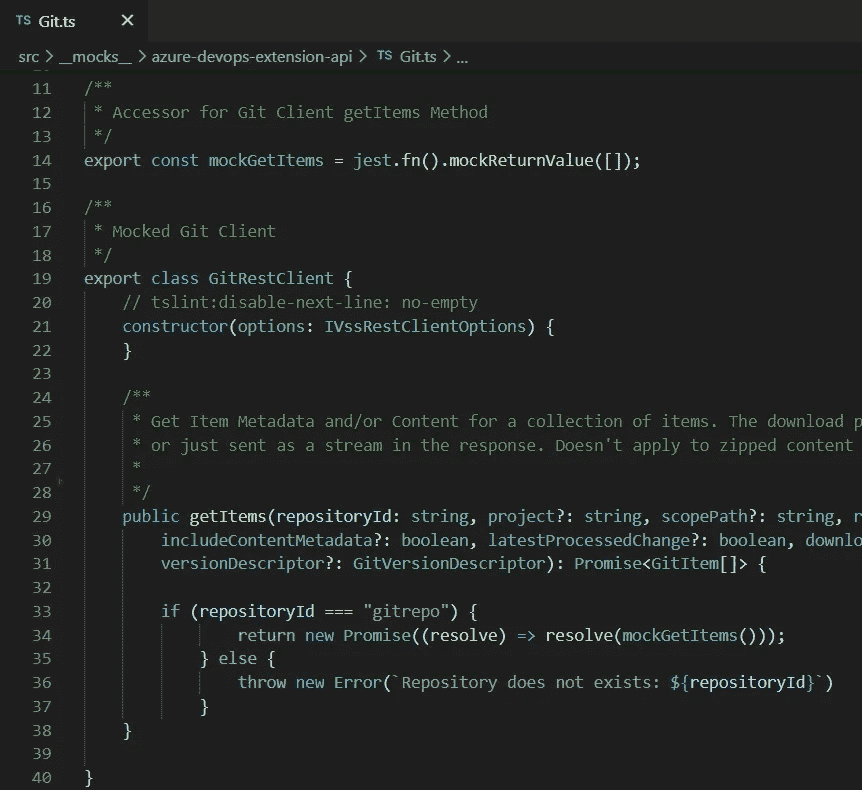 TS Git.ts ×
src > __mocks__ > azure-devops-extension-api > TS Git.ts > ...
11 /**
12 * Accessor for Git Client getItems Method
13 */
14 export const mockGetItems = jest.fn().mockReturnValue([]);
15
16 /**
17 * Mocked Git Client
18 */
19 export class GitRestClient {
20 // tslint:disable-next-line: no-empty
21 constructor(options: IVssRestClientOptions) {
22 }
23
24 /**
25 * Get Item Metadata and/or Content for a collection of items. The download p
26 * or just sent as a stream in the response. Doesn't apply to zipped content
27 *
28 */
29 public getItems(repositoryId: string, project?: string, scopePath?: string, r
30 includeContentMetadata?: boolean, latestProcessedChange?: boolean, downlo
31 versionDescriptor?: GitVersionDescriptor): Promise<GitItem[]> {
32
33 if (repositoryId === "gitrepo") {
34 return new Promise((resolve) => resolve(mockGetItems()));
35 } else {
36 throw new Error(`Repository does not exists: ${repositoryId}`)
37 }
38 }
39
40 }